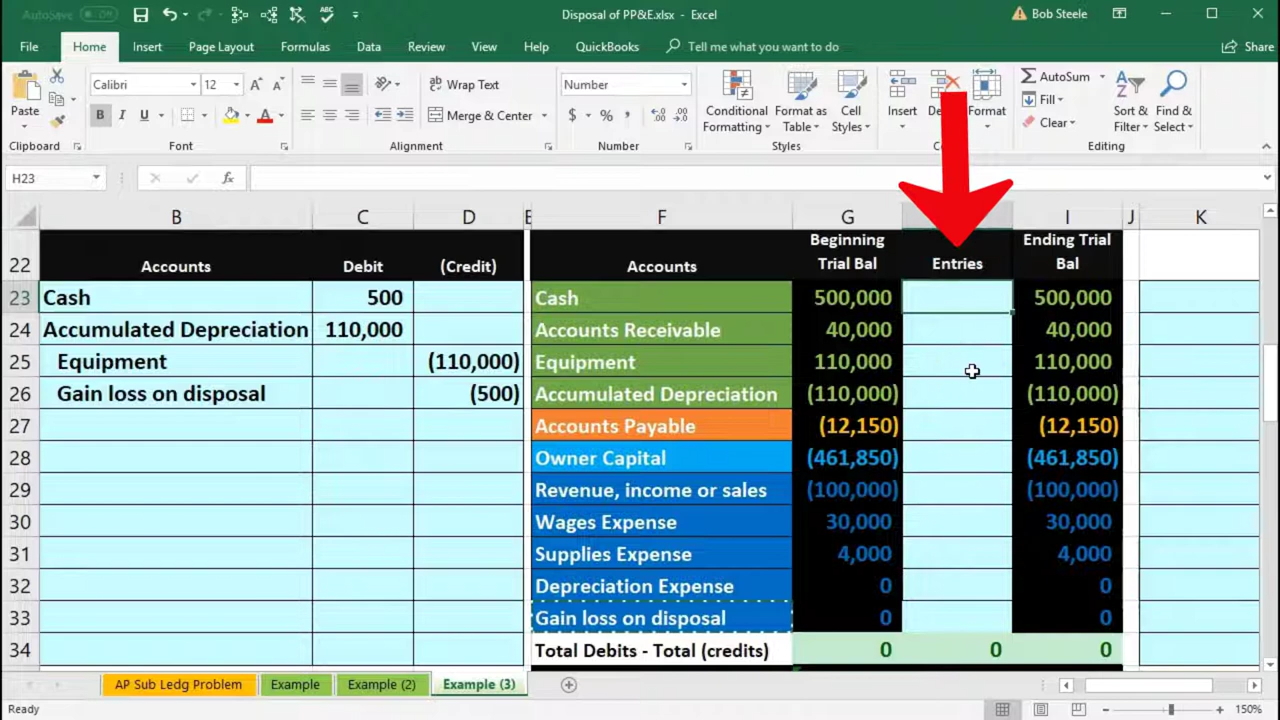 AutoSave Off
Disposal of PP&E.xlsx - Excel
Bob Steele
File Home Insert Page Layout Formulas Data Review View Help QuickBooks Tell me what you want to do Share
Paste
Clipboard
Calibri 12
B I U
Font
Wrap Text
Merge & Center
Alignment
Number
$ % ,
Number
Conditional Formatting
Format as Table
Cell Styles
Styles
Insert
Format
AutoSum
Fill
Clear
Sort & Filter
Find & Select
Editing
H23 fx
B C D E F G I J K
22 Accounts Debit (Credit) Accounts Beginning Trial Bal Entries Ending Trial Bal
23 Cash 500 Cash 500,000 500,000
24 Accumulated Depreciation 110,000 Accounts Receivable 40,000 40,000
25 Equipment (110,000) Equipment 110,000 110,000
26 Gain loss on disposal (500) Accumulated Depreciation (110,000) (110,000)
27 Accounts Payable (12,150) (12,150)
28 Owner Capital (461,850) (461,850)
29 Revenue, income or sales (100,000) (100,000)
30 Wages Expense 30,000 30,000
31 Supplies Expense 4,000 4,000
32 Depreciation Expense 0 0
33 Gain loss on disposal 0 0
34 Total Debits - Total (credits) 0 0 0
AP Sub Ledg Problem Example Example (2) Example (3)
Ready 150%